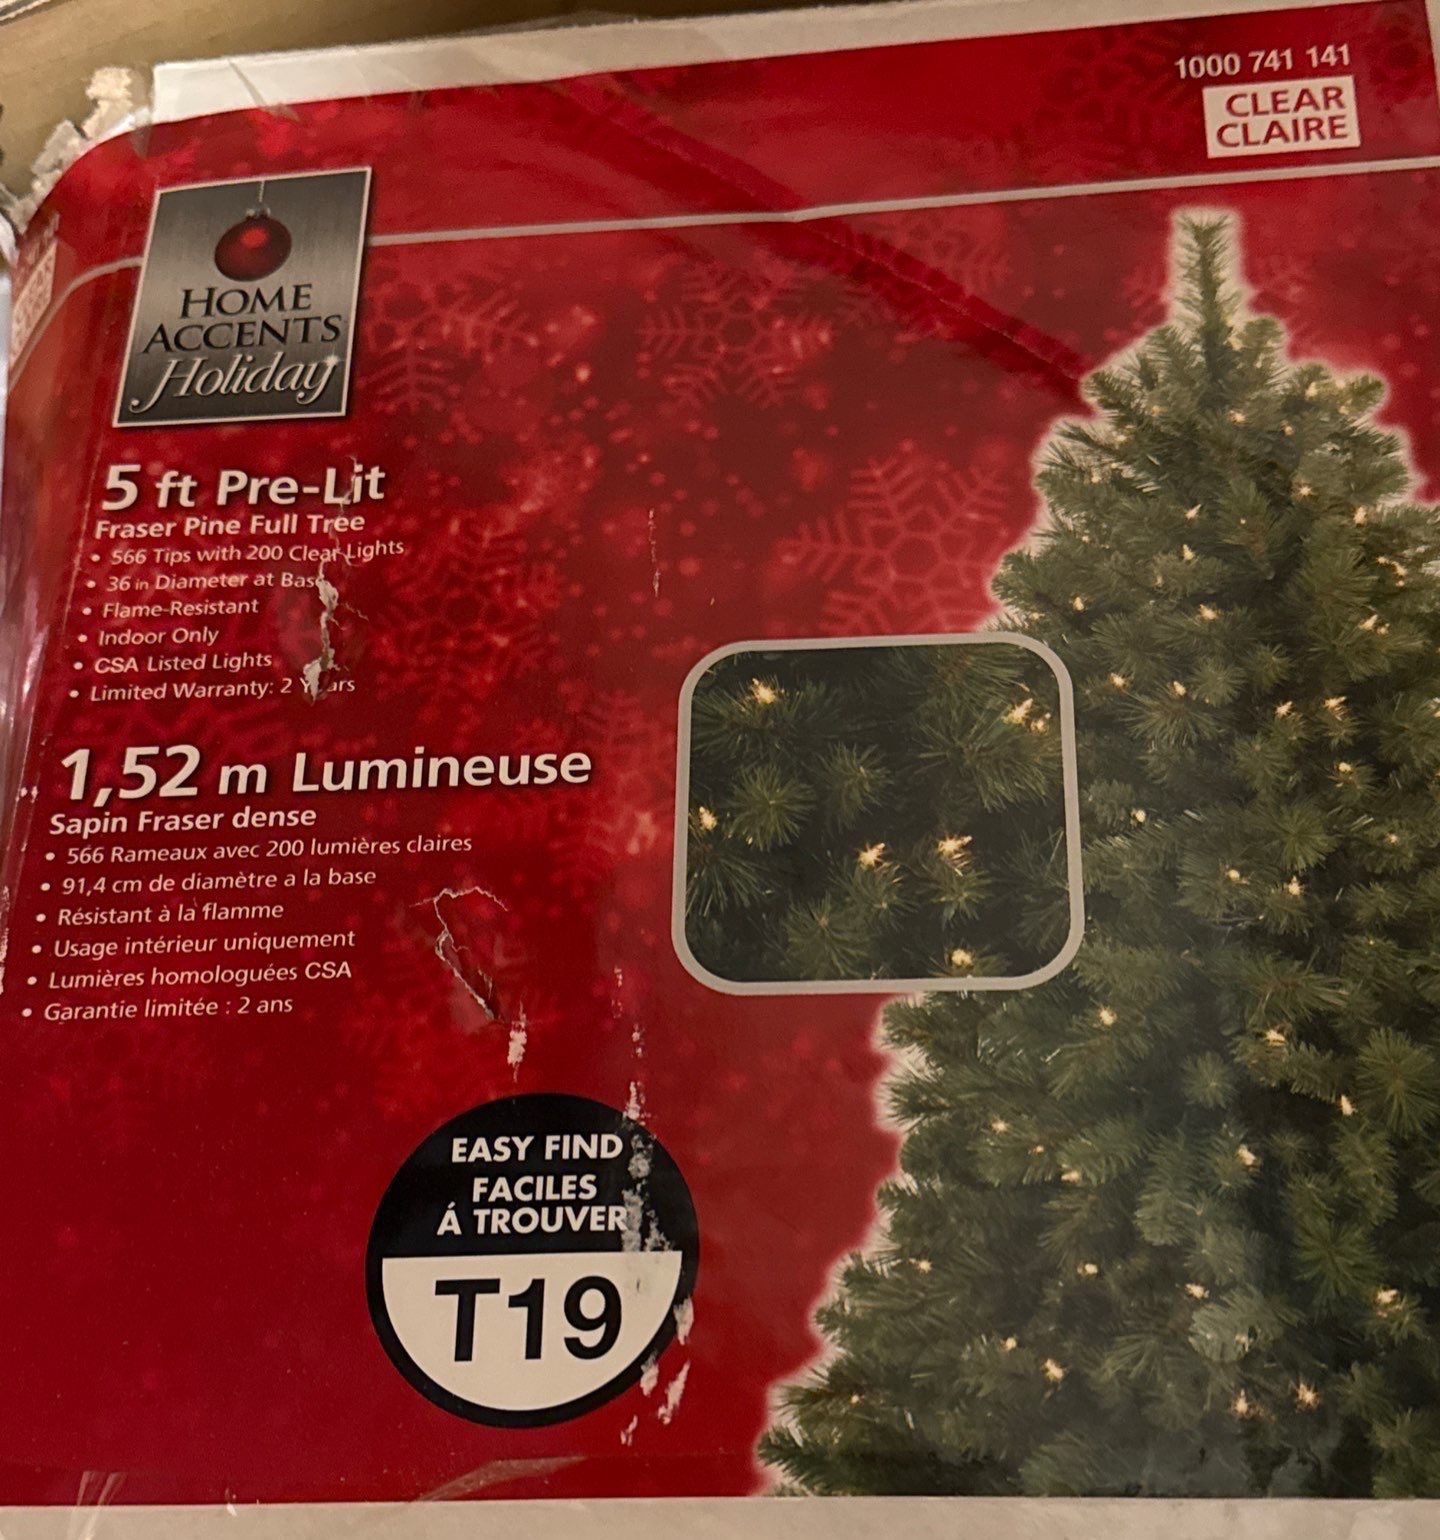 1000 741 141
CLEAR
CLAIRE
HOME
ACCENTS
Holiday
5 ft Pre-Lit
Fraser Pine Full Tree
• 566 Tips with 200 Clear Lights
• 36 in Diameter at Base
• Flame-Resistant
• Indoor Only
• CSA Listed Lights
• Limited Warranty: 2 Years
1,52 m Lumineuse
Sapin Fraser dense
• 566 Rameaux avec 200 lumières claires
• 91,4 cm de diamètre a la base
• Résistant à la flamme
• Usage intérieur uniquement
• Lumières homologuées CSA
• Garantie limitée : 2 ans
EASY FIND
FACILES
Á TROUVER
T19